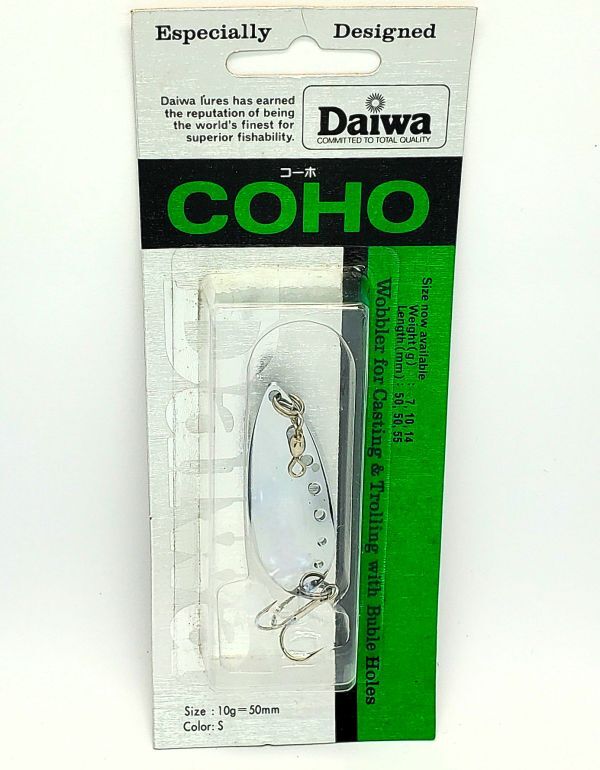 Especially Designed
Daiwa lures has earned
the reputation of being
the world's finest for
superior fishability.
Daiwa
COMMITTED TO TOTAL QUALITY
コーホ
COHO
Size now available
Weight(g) : 7, 10, 14
Length(mm) : 50, 50, 55
Wobbler for Casting & Trolling with Buble Holes
Size : 10g=50mm
Color: S